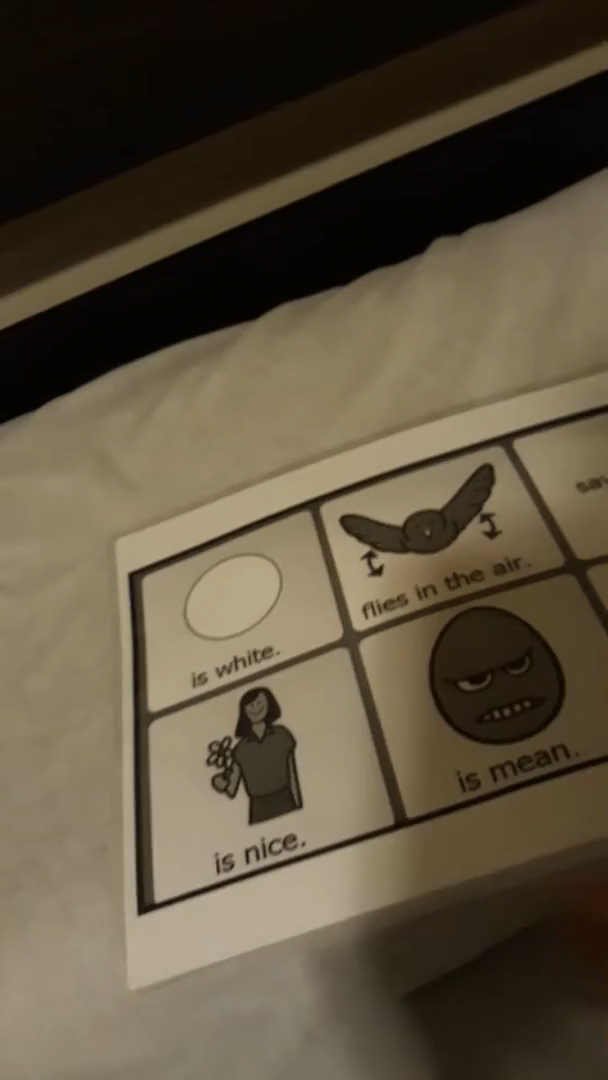 is white.
flies in the air.
is nice.
is mean.